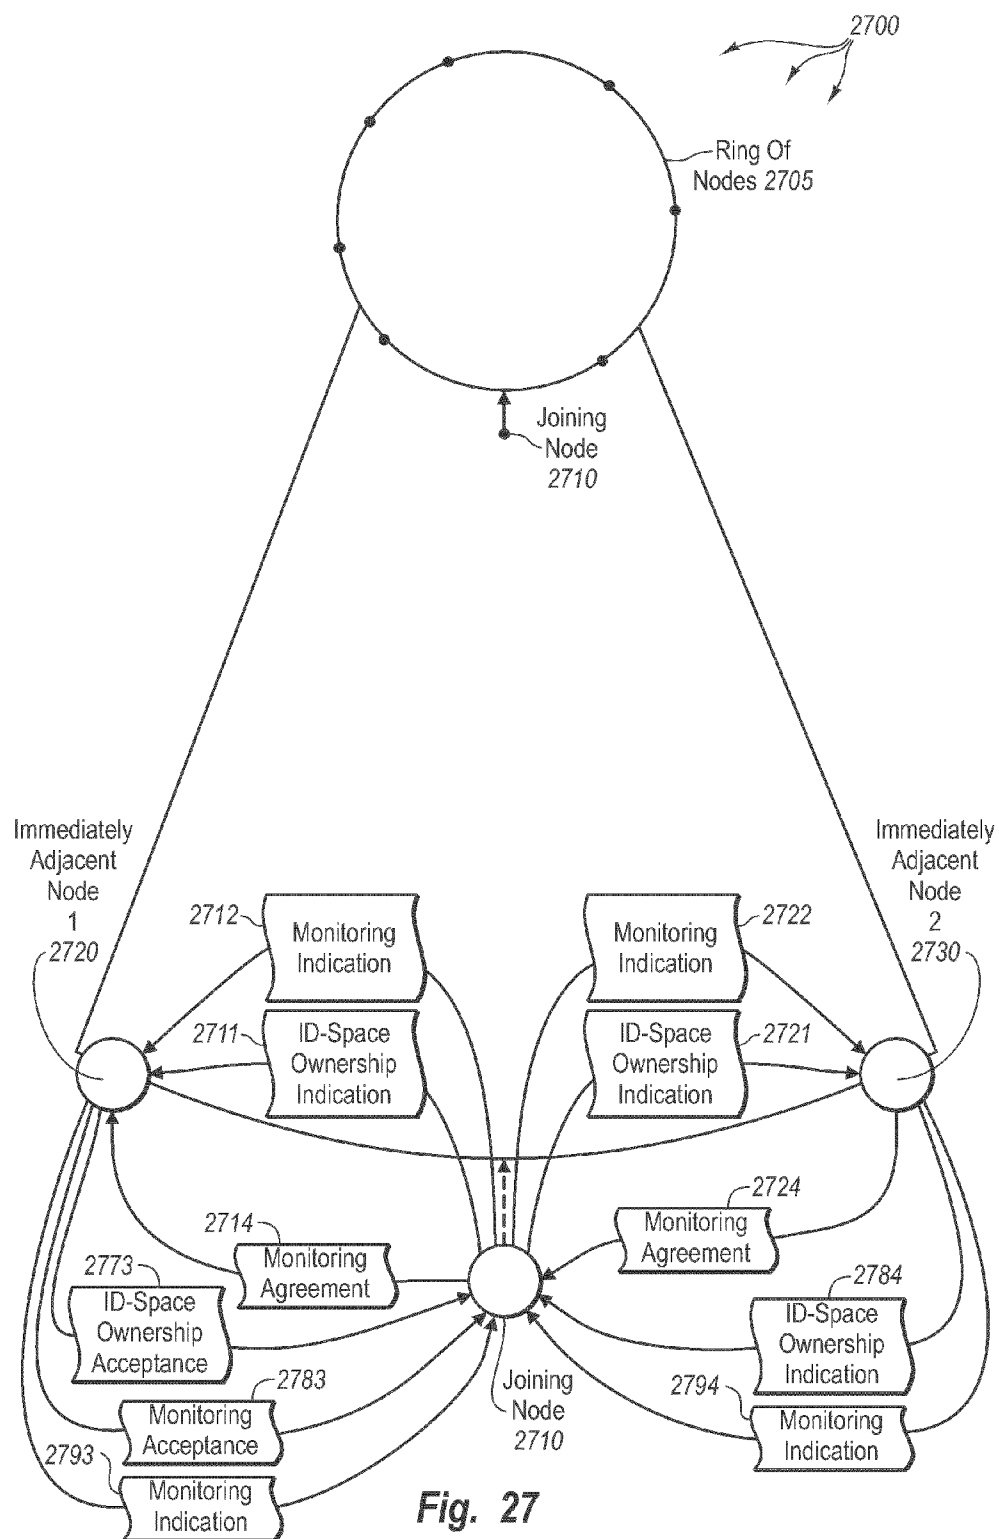 2700
Ring Of
Nodes 2705
Joining
Node
2710
Immediately
Adjacent
Node
1
2720
Immediately
Adjacent
Node
2
2730
2712
Monitoring
Indication
2722
Monitoring
Indication
2711
ID-Space
Ownership
Indication
2721
ID-Space
Ownership
Indication
2714
Monitoring
Agreement
2724
Monitoring
Agreement
2773
ID-Space
Ownership
Acceptance
2784
ID-Space
Ownership
Indication
2783
Monitoring
Acceptance
2794
Monitoring
Indication
2793
Monitoring
Indication
Joining
Node
2710
Fig. 27